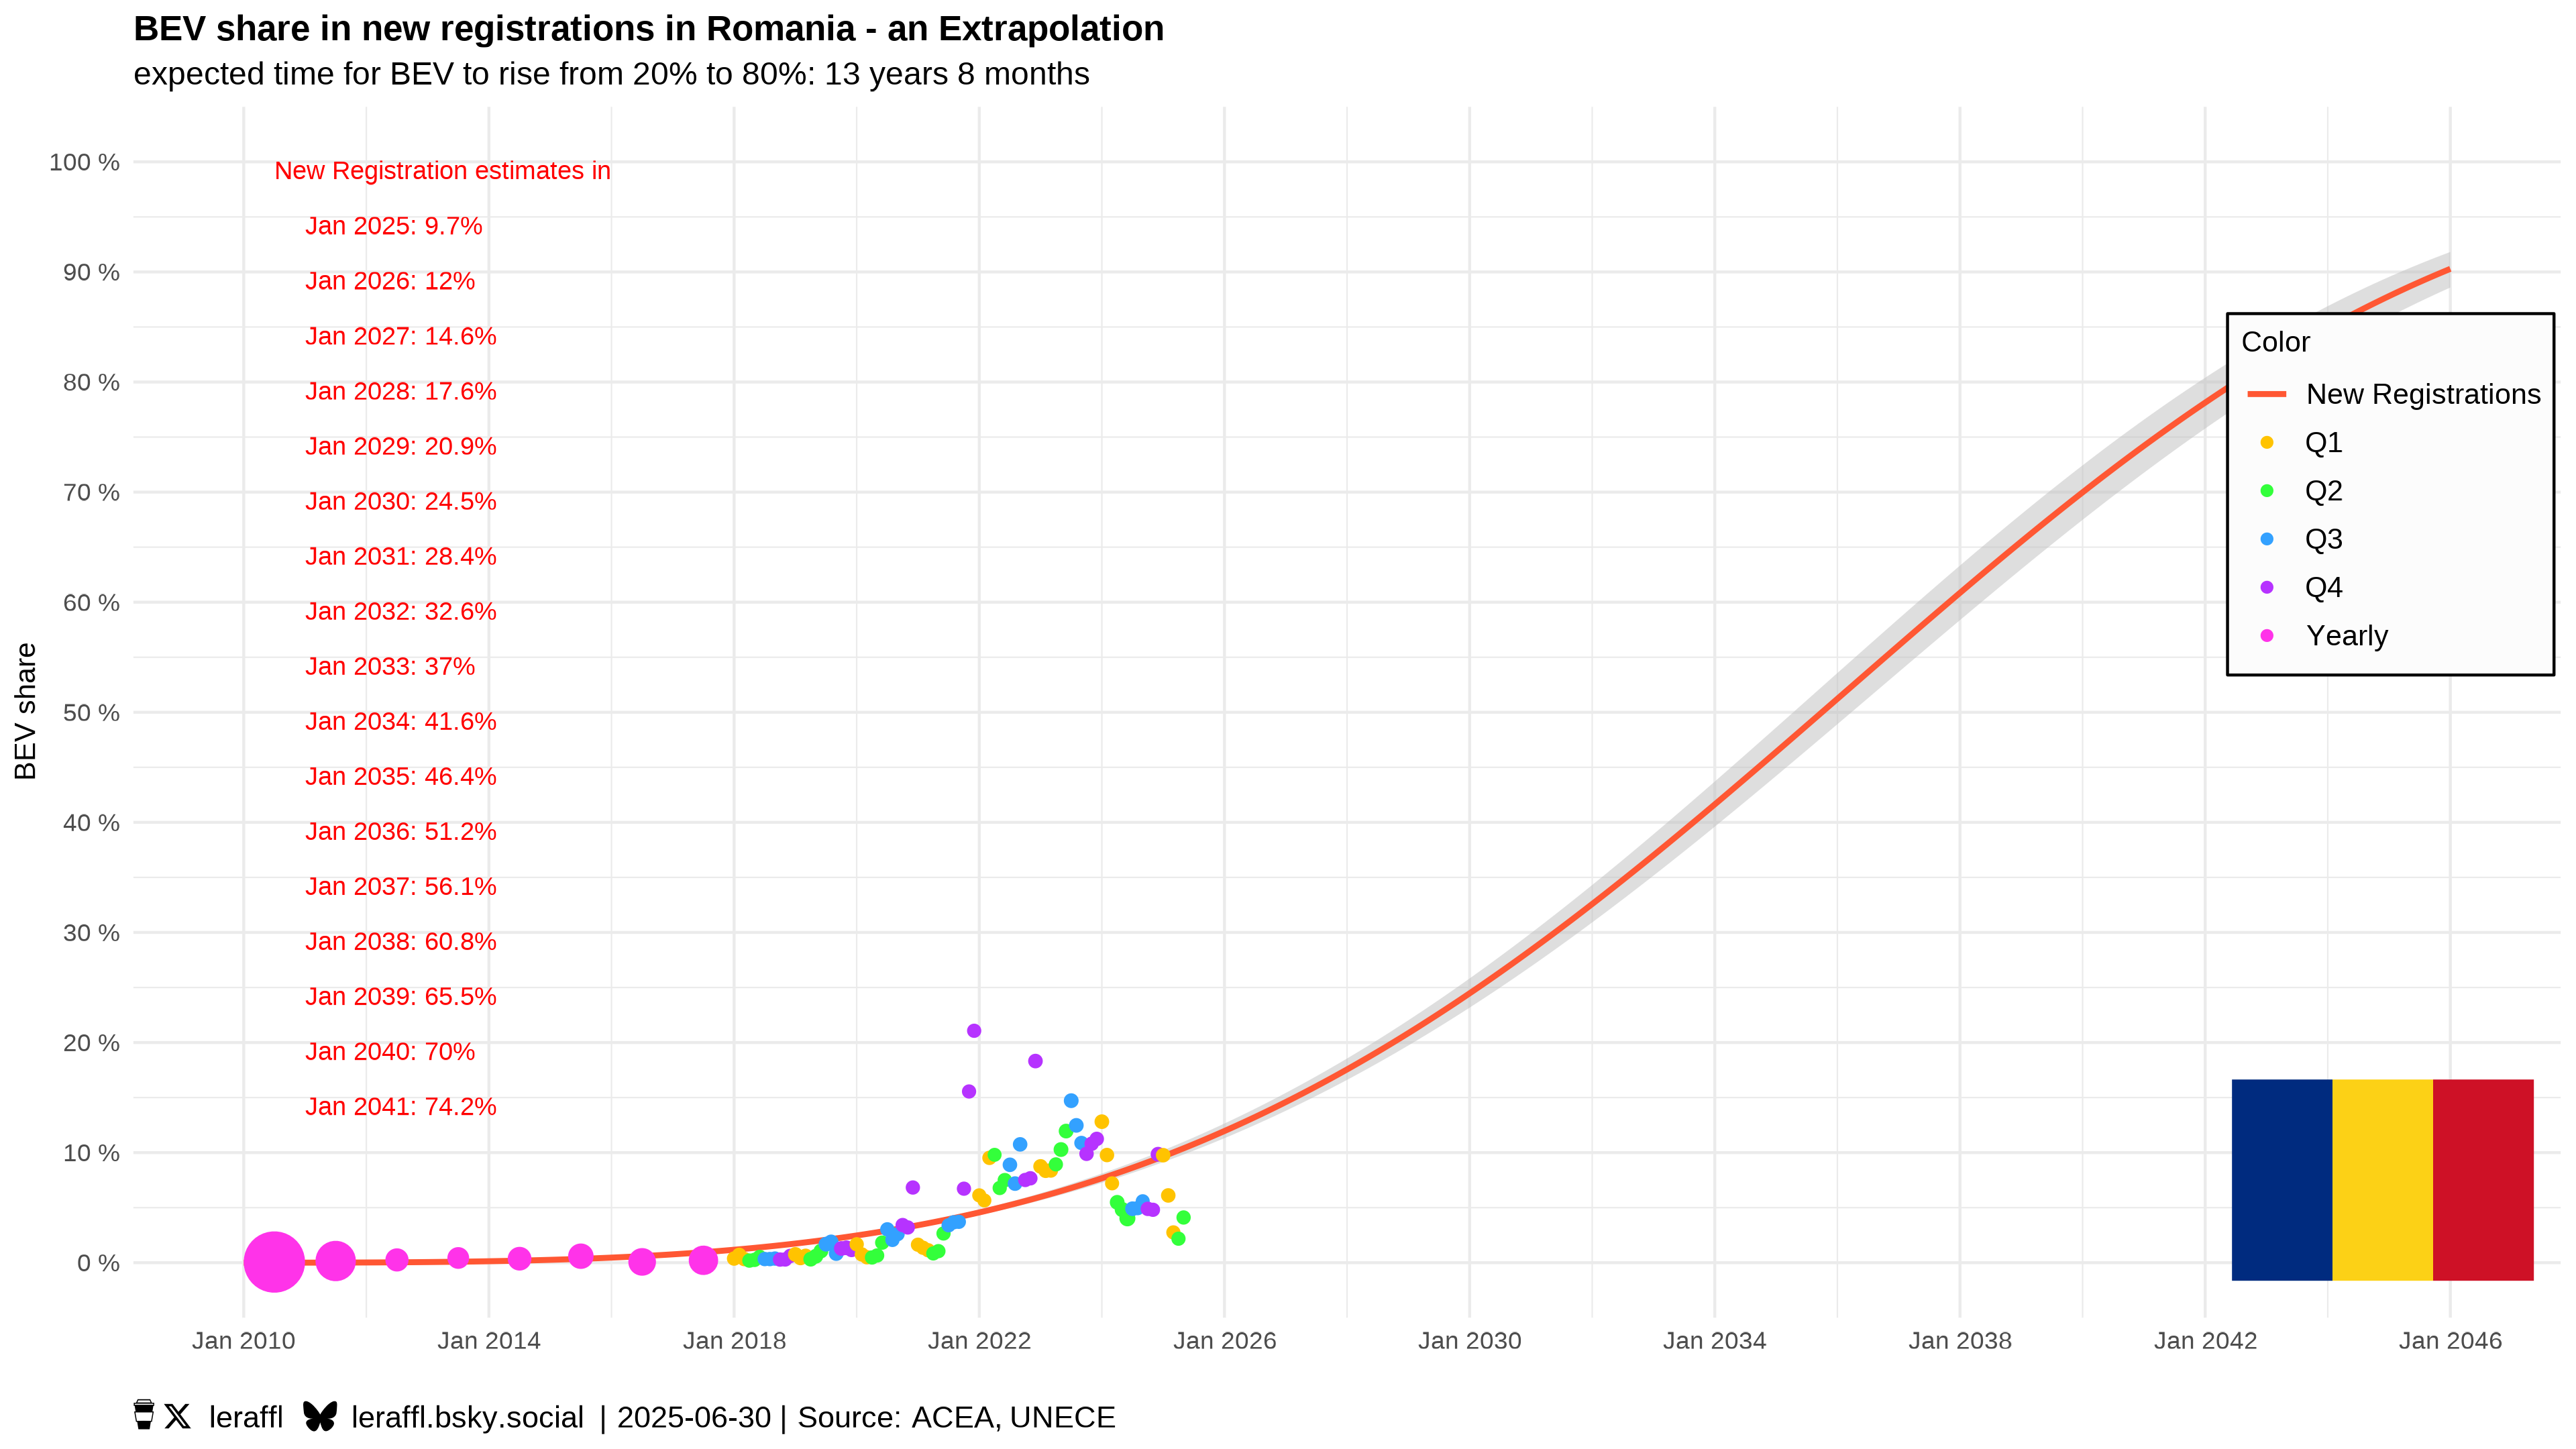 BEV share in new registrations in Romania - an Extrapolation
expected time for BEV to rise from 20% to 80%: 13 years 8 months
BEV share
100 %
90 %
80 %
70 %
60 %
50 %
40 %
30 %
20 %
10 %
0 %
New Registration estimates in
Jan 2025: 9.7%
Jan 2026: 12%
Jan 2027: 14.6%
Jan 2028: 17.6%
Jan 2029: 20.9%
Jan 2030: 24.5%
Jan 2031: 28.4%
Jan 2032: 32.6%
Jan 2033: 37%
Jan 2034: 41.6%
Jan 2035: 46.4%
Jan 2036: 51.2%
Jan 2037: 56.1%
Jan 2038: 60.8%
Jan 2039: 65.5%
Jan 2040: 70%
Jan 2041: 74.2%
Color
New Registrations
Q1
Q2
Q3
Q4
Yearly
Jan 2010 Jan 2014 Jan 2018 Jan 2022 Jan 2026 Jan 2030 Jan 2034 Jan 2038 Jan 2042 Jan 2046
leraffl leraffl.bsky.social | 2025-06-30 | Source: ACEA, UNECE